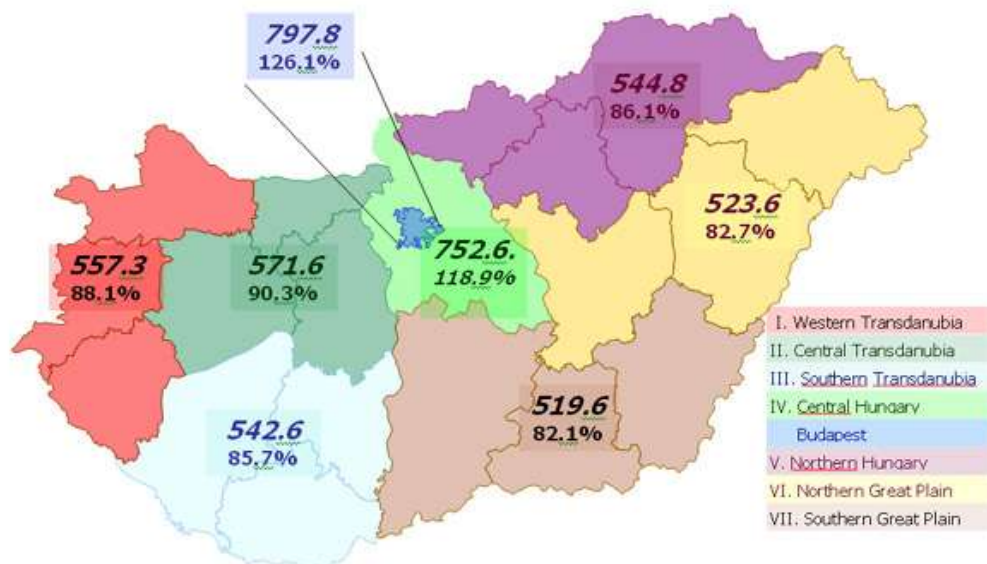 797.8
126.1%
544.8
86.1%
523.6
82.7%
557.3
88.1%
571.6
90.3%
752.6.
118.9%
542.6
85.7%
519.6
82.1%
I. Western Transdanubia
II. Central Transdanubia
III. Southern Transdanubia
IV. Central Hungary
Budapest
V. Northern Hungary
VI. Northern Great Plain
VII. Southern Great Plain